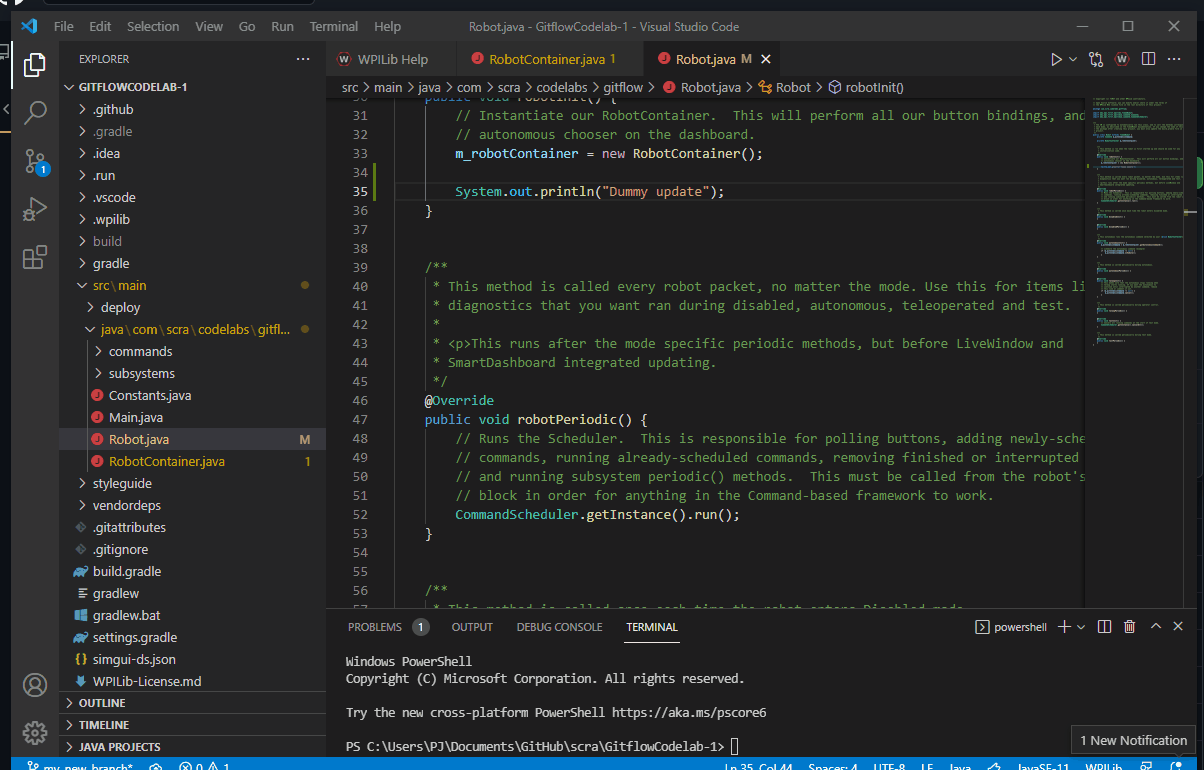 File Edit Selection View Go Run Terminal Help Robot.java - GitflowCodelab-1 - Visual Studio Code
EXPLORER
WPILib Help
RobotContainer.java 1
Robot.java M
GITFLOWCODELAB-1
.github
.gradle
.idea
.run
.vscode
.wpilib
build
gradle
src\main
deploy
java\com\scra\codelabs\gitfl...
commands
subsystems
Constants.java
Main.java
Robot.java M
RobotContainer.java 1
styleguide
vendordeps
.gitattributes
.gitignore
build.gradle
gradlew
gradlew.bat
settings.gradle
simgui-ds.json
WPILib-License.md
OUTLINE
TIMELINE
JAVA PROJECTS
1
src > main > java > com > scra > codelabs > gitflow > Robot.java > Robot > robotInit()
30 public void robotInit() {
31 // Instantiate our RobotContainer.  This will perform all our button bindings, and
32 // autonomous chooser on the dashboard.
33 m_robotContainer = new RobotContainer();
34
35 System.out.println("Dummy update");
36 }
37
38
39 /**
40 * This method is called every robot packet, no matter the mode. Use this for items li
41 * diagnostics that you want ran during disabled, autonomous, teleoperated and test.
42 *
43 * <p>This runs after the mode specific periodic methods, but before LiveWindow and
44 * SmartDashboard integrated updating.
45 */
46 @Override
47 public void robotPeriodic() {
48 // Runs the Scheduler.  This is responsible for polling buttons, adding newly-sche
49 // commands, running already-scheduled commands, removing finished or interrupted
50 // and running subsystem periodic() methods.  This must be called from the robot's
51 // block in order for anything in the Command-based framework to work.
52 CommandScheduler.getInstance().run();
53 }
54
55
56 /**
57 * This method is called once each time the robot enters Disabled mode.
PROBLEMS 1 OUTPUT DEBUG CONSOLE TERMINAL powershell
Windows PowerShell
Copyright (C) Microsoft Corporation. All rights reserved.
Try the new cross-platform PowerShell https://aka.ms/pscore6
PS C:\Users\PJ\Documents\GitHub\scra\GitflowCodelab-1>
1 New Notification
my_new_branch* 0 1 Ln 35, Col 44 Spaces: 4 UTF-8 LF Java JavaSE-11 WPILib